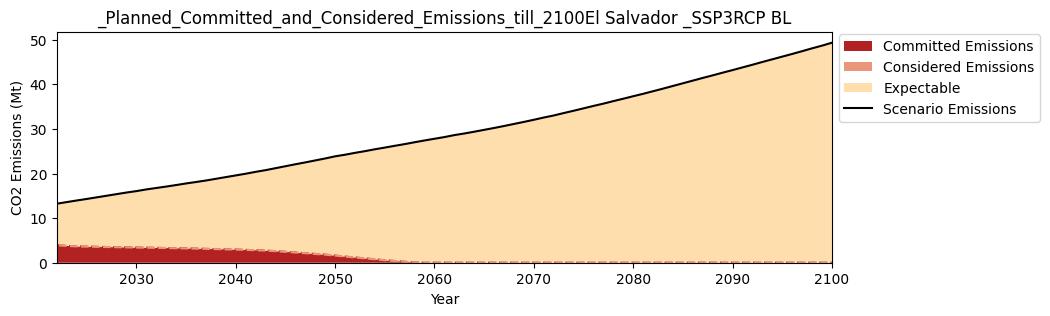 _Planned_Committed_and_Considered_Emissions_till_2100El Salvador _SSP3RCP BL
50
40
30
20
10
0
CO2 Emissions (Mt)
2030 2040 2050 2060 2070 2080 2090 2100
Year
Committed Emissions
Considered Emissions
Expectable
Scenario Emissions